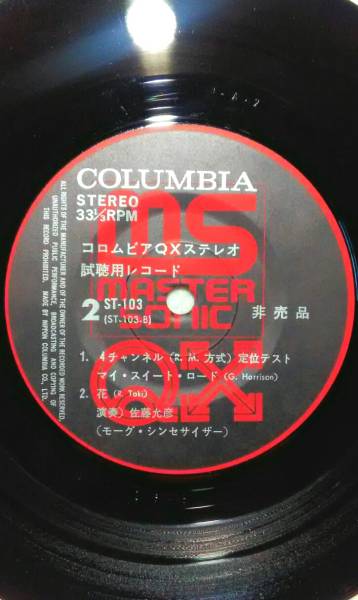 COLUMBIA
STEREO
33⅓RPM
コロムビアQXステレオ
試聴用レコード
2 ST-103
(ST-103-B)
非売品
1. 4チャンネル(R.M.方式)定位テスト
マイ・スイート・ロード(G.Harrison)
2. 花(R.Taki)
演奏)佐藤允彦
(モーグ・シンセサイザー)
MS
MASTER
SONIC
QX
ALL RIGHTS OF THE MANUFACTURER AND OF THE OWNER OF THE RECORDED WORK RESERVED.
UNAUTHORIZED PUBLIC PERFORMANCE, BROADCASTING AND COPYING OF
THIS RECORD PROHIBITED. MADE BY NIPPON COLUMBIA CO., LTD.